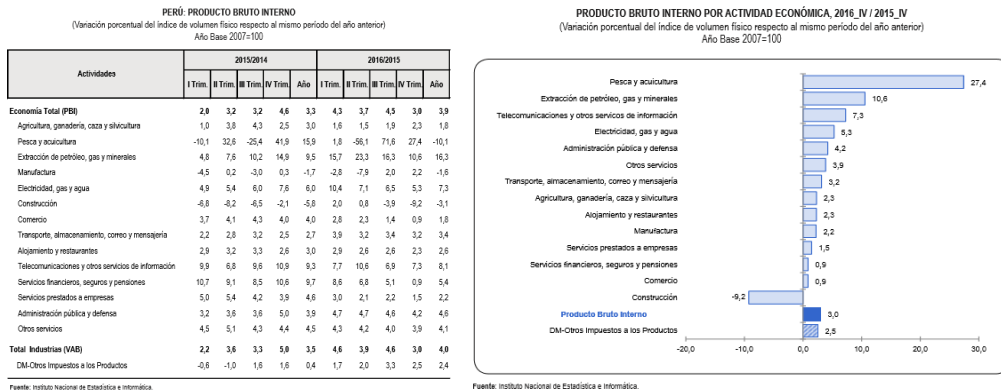 PERÚ: PRODUCTO BRUTO INTERNO
(Variación porcentual del índice de volumen físico respecto al mismo período del año anterior)
Año Base 2007=100
Actividades 2015/2014 2016/2015
I Trim. II Trim. III Trim. IV Trim. Año I Trim. II Trim. III Trim. IV Trim. Año
Economía Total (PBI) 2,0 3,2 3,2 4,6 3,3 4,3 3,7 4,5 3,0 3,9
Agricultura, ganadería, caza y silvicultura 1,0 3,8 4,3 2,5 3,0 1,6 1,5 1,9 2,3 1,8
Pesca y acuicultura -10,1 32,6 -25,4 41,9 15,9 1,8 -56,1 71,6 27,4 -10,1
Extracción de petróleo, gas y minerales 4,8 7,6 10,2 14,9 9,5 15,7 23,3 16,3 10,6 16,3
Manufactura -4,5 0,2 -3,0 0,3 -1,7 -2,8 -7,9 2,0 2,2 -1,6
Electricidad, gas y agua 4,9 5,4 6,0 7,6 6,0 10,4 7,1 6,5 5,3 7,3
Construcción -6,8 -8,2 -6,5 -2,1 -5,8 2,0 0,8 -3,9 -9,2 -3,1
Comercio 3,7 4,1 4,3 4,0 4,0 2,8 2,3 1,4 0,9 1,8
Transporte, almacenamiento, correo y mensajería 2,2 2,8 3,2 2,5 2,7 3,9 3,2 3,4 3,2 3,4
Alojamiento y restaurantes 2,9 3,2 3,3 2,6 3,0 2,9 2,6 2,6 2,3 2,6
Telecomunicaciones y otros servicios de información 9,9 6,8 9,6 10,9 9,3 7,7 10,6 6,9 7,3 8,1
Servicios financieros, seguros y pensiones 10,7 9,1 8,5 10,6 9,7 8,6 6,8 5,1 0,9 5,4
Servicios prestados a empresas 5,0 5,4 4,2 3,9 4,6 3,0 2,1 2,2 1,5 2,2
Administración pública y defensa 3,2 3,6 3,6 5,0 3,9 4,7 4,7 4,6 4,2 4,6
Otros servicios 4,5 5,1 4,3 4,4 4,5 4,3 4,2 4,0 3,9 4,1
Total Industrias (VAB) 2,2 3,6 3,3 5,0 3,5 4,6 3,9 4,6 3,0 4,0
DM-Otros Impuestos a los Productos -0,6 -1,0 1,6 1,6 0,4 1,7 2,0 3,3 2,5 2,4
Fuente: Instituto Nacional de Estadística e Informática.
PRODUCTO BRUTO INTERNO POR ACTIVIDAD ECONÓMICA, 2016_IV / 2015_IV
(Variación porcentual del índice de volumen físico respecto al mismo período del año anterior)
Año Base 2007=100
Pesca y acuicultura 27,4
Extracción de petróleo, gas y minerales 10,6
Telecomunicaciones y otros servicos de información 7,3
Electricidad, gas y agua 5,3
Administración pública y defensa 4,2
Otros servicios 3,9
Transporte, almacenamiento, correo y mensajería 3,2
Agricultura, ganadería, caza y silvicultura 2,3
Alojamiento y restaurantes 2,3
Manufactura 2,2
Servicios prestados a empresas 1,5
Servicios financieros, seguros y pensiones 0,9
Comercio 0,9
Construcción -9,2
Producto Bruto Interno 3,0
DM-Otros Impuestos a los Productos 2,5
-20,0 -10,0 0,0 10,0 20,0 30,0
Fuente: Instituto Nacional de Estadística e Informática.